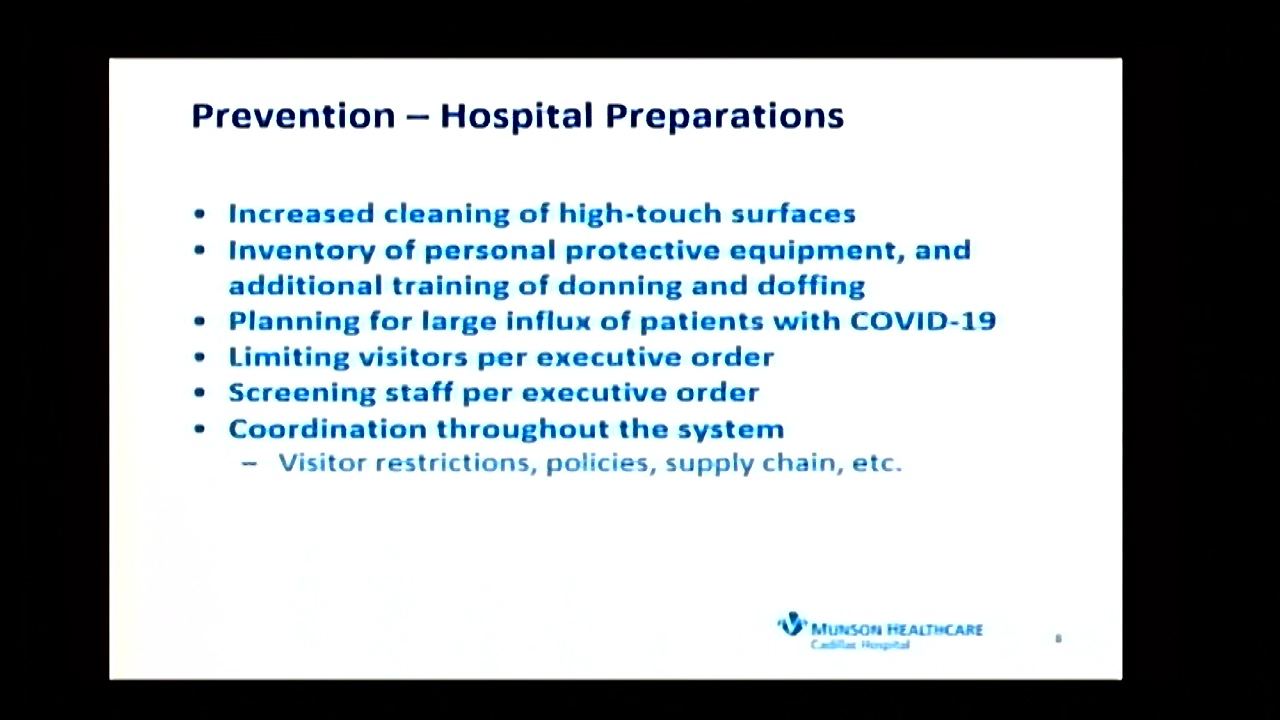 Prevention – Hospital Preparations
• Increased cleaning of high-touch surfaces
• Inventory of personal protective equipment, and
additional training of donning and doffing
• Planning for large influx of patients with COVID-19
• Limiting visitors per executive order
• Screening staff per executive order
• Coordination throughout the system
– Visitor restrictions, policies, supply chain, etc.
MUNSON HEALTHCARE
Cadillac Hospital